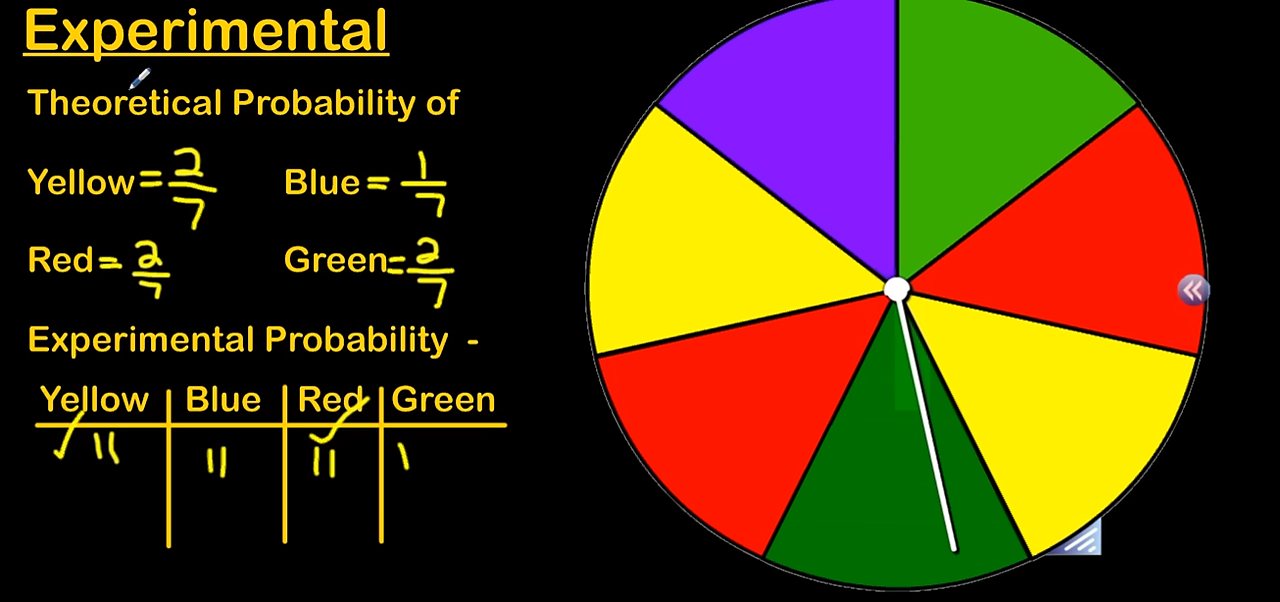 Experimental
Theoretical Probability of
Yellow = 2/7 Blue = 1/7
Red = 2/7 Green = 2/7
Experimental Probability -
Yellow Blue Red Green
✓ || || ✓ || |